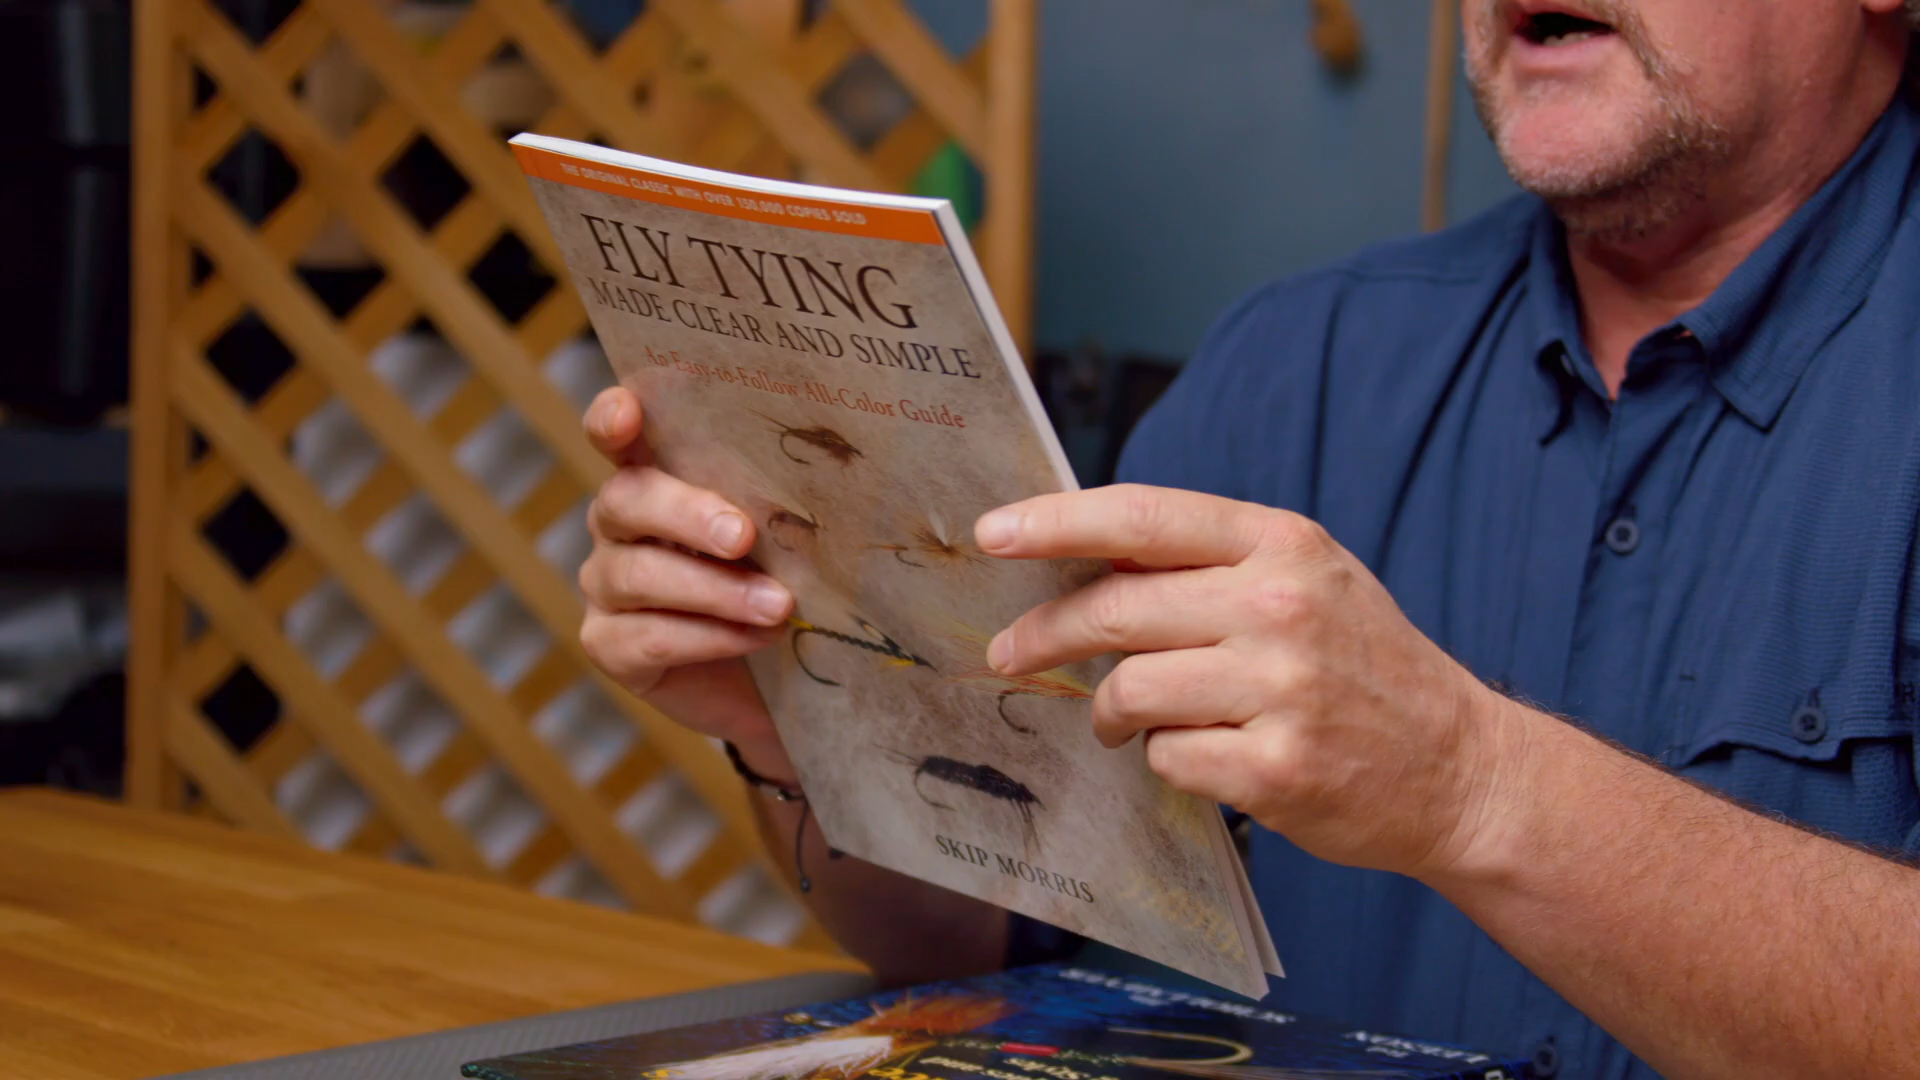 THE ORIGINAL CLASSIC WITH OVER 150,000 COPIES SOLD
FLY TYING
MADE CLEAR AND SIMPLE
An Easy-to-Follow All-Color Guide
SKIP MORRIS